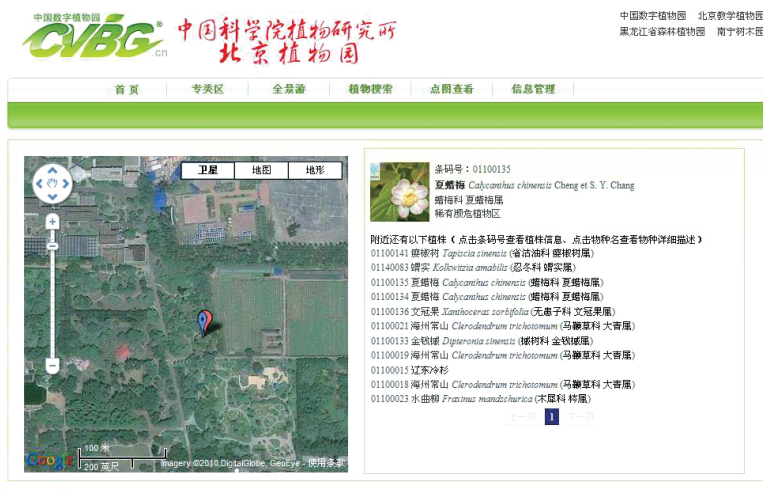 中国数字植物园
CVBG.cn
中国科学院植物研究所
北京植物园
中国数字植物园 北京教学植物园
黑龙江省森林植物园 南宁树木园
首页 专类区 全景游 植物搜索 点图查看 信息管理
卫星 地图 地形
条码号：01100135
夏蜡梅 Calycanthus chinensis Cheng et S. Y. Chang
蜡梅科 夏蜡梅属
稀有濒危植物区
附近还有以下植株（点击条码号查看植株信息、点击物种名查看物种详细描述）
01100141 瘿椒树 Tapiscia sinensis (省沽油科 瘿椒树属)
01140083 蝟实 Kolkwitzia amabilis (忍冬科 蝟实属)
01100135 夏蜡梅 Calycanthus chinensis (蜡梅科 夏蜡梅属)
01100134 夏蜡梅 Calycanthus chinensis (蜡梅科 夏蜡梅属)
01100136 文冠果 Xanthoceras sorbifolia (无患子科 文冠果属)
01100021 海州常山 Clerodendrum trichotomum (马鞭草科 大青属)
01100133 金钱槭 Dipteronia sinensis (槭树科 金钱槭属)
01100019 海州常山 Clerodendrum trichotomum (马鞭草科 大青属)
01100015 辽东冷杉
01100018 海州常山 Clerodendrum trichotomum (马鞭草科 大青属)
01100023 水曲柳 Fraxinus mandschurica (木犀科 梣属)
上一页 1 下一页
100 米
200 英尺
Google
Imagery ©2010 DigitalGlobe, GeoEye - 使用条款